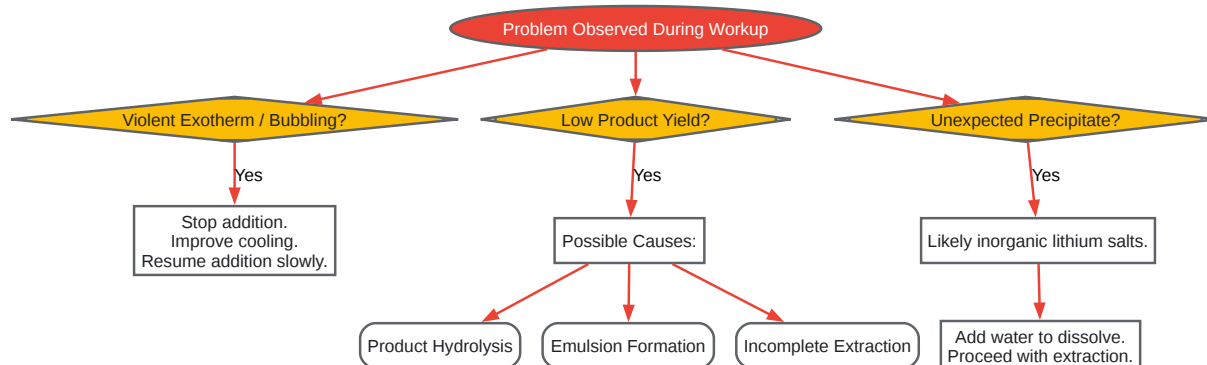 Problem Observed During Workup
Violent Exotherm / Bubbling?
Low Product Yield?
Unexpected Precipitate?
Yes
Yes
Yes
Stop addition.
Improve cooling.
Resume addition slowly.
Possible Causes:
Likely inorganic lithium salts.
Product Hydrolysis
Emulsion Formation
Incomplete Extraction
Add water to dissolve.
Proceed with extraction.